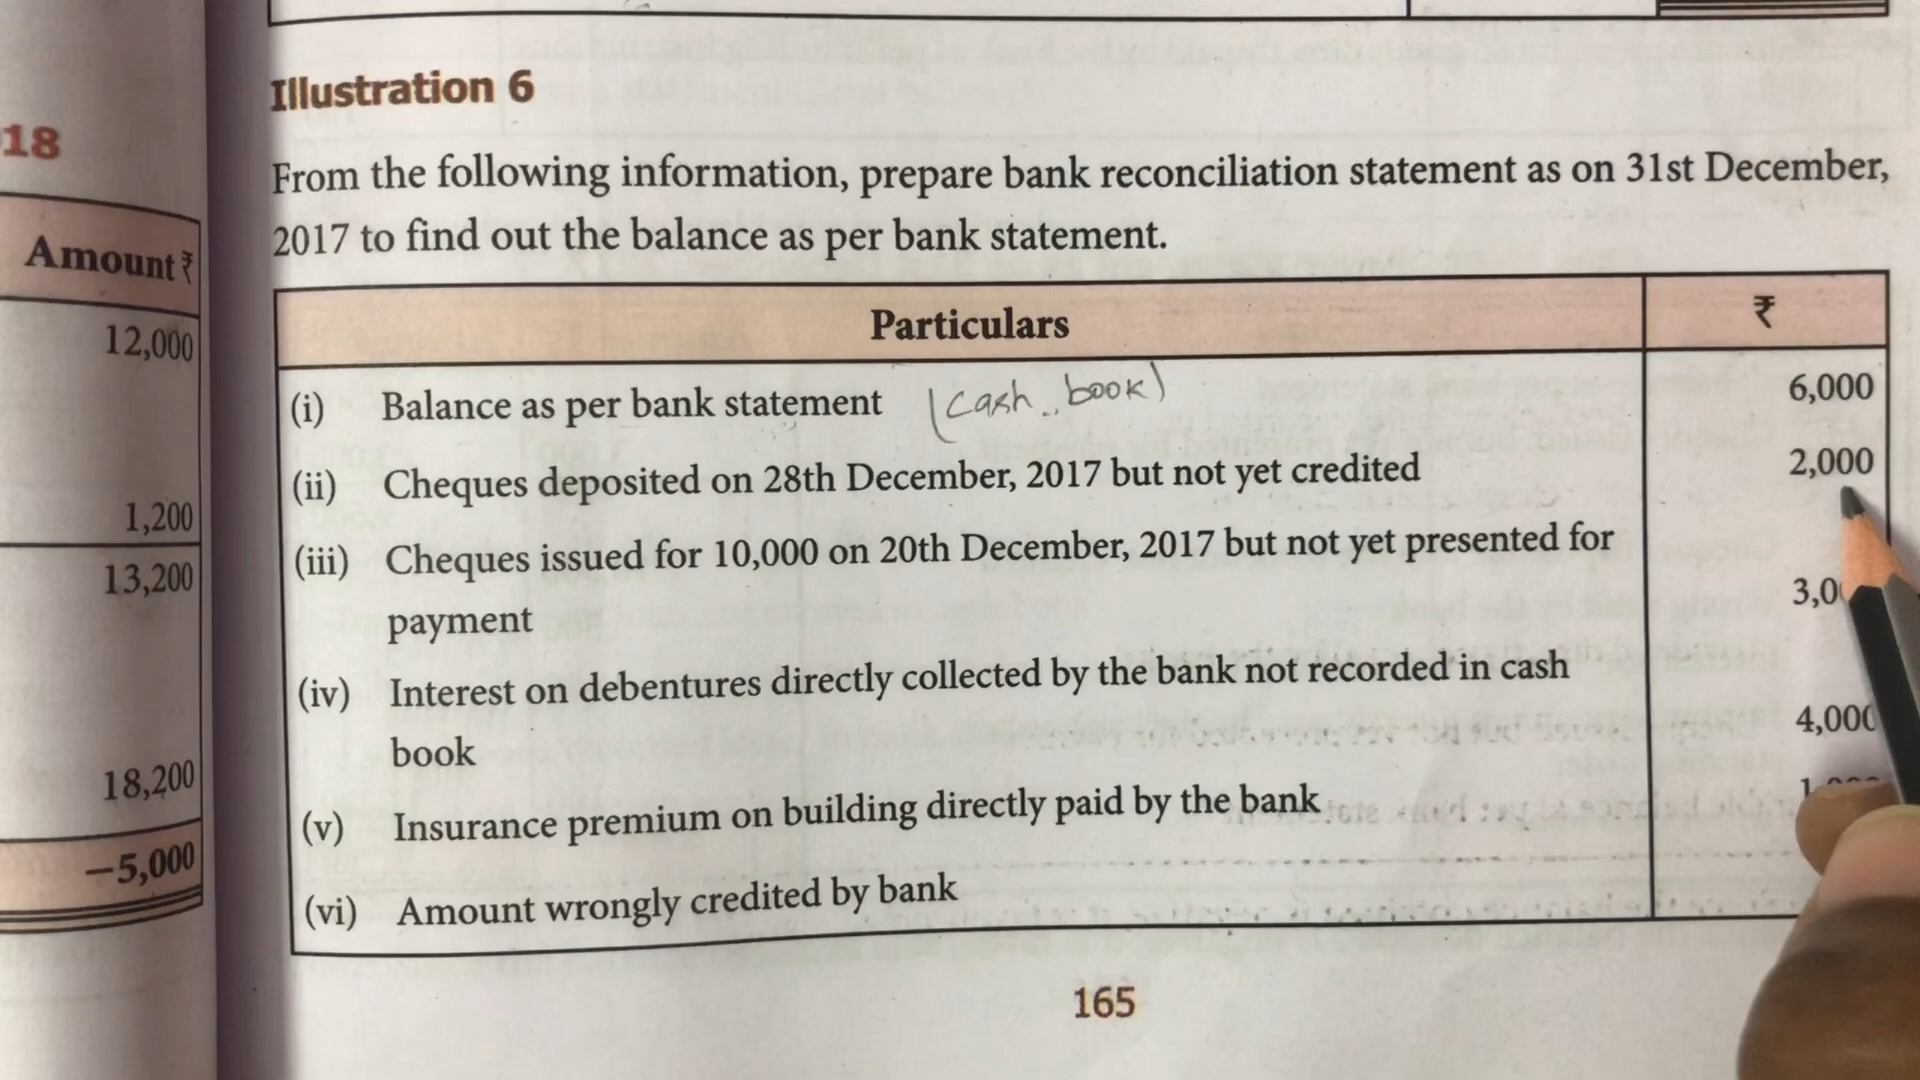 18
Amount ₹
12,000
1,200
13,200
18,200
–5,000
Illustration 6
From the following information, prepare bank reconciliation statement as on 31st December,
2017 to find out the balance as per bank statement.
Particulars ₹
(i) Balance as per bank statement (cash book) 6,000
(ii) Cheques deposited on 28th December, 2017 but not yet credited 2,000
(iii) Cheques issued for 10,000 on 20th December, 2017 but not yet presented for
payment 3,0
(iv) Interest on debentures directly collected by the bank not recorded in cash
book 4,000
(v) Insurance premium on building directly paid by the bank
(vi) Amount wrongly credited by bank
165